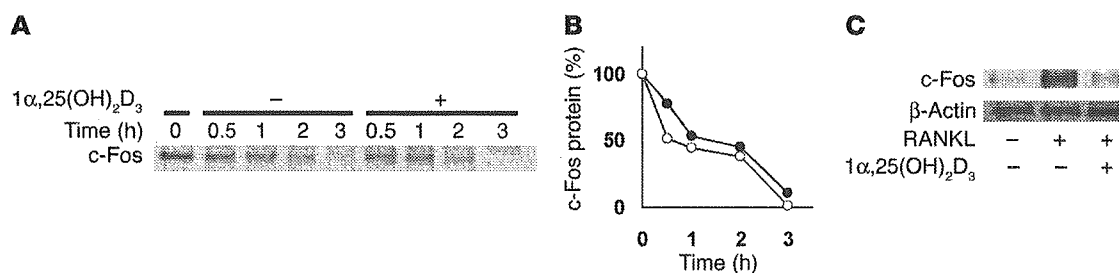 A
1α,25(OH)₂D₃ − +
Time (h) 0 0.5 1 2 3 0.5 1 2 3
c-Fos
B
c-Fos protein (%)
100
50
0
0 1 2 3
Time (h)
C
c-Fos
β-Actin
RANKL − + +
1α,25(OH)₂D₃ − − +